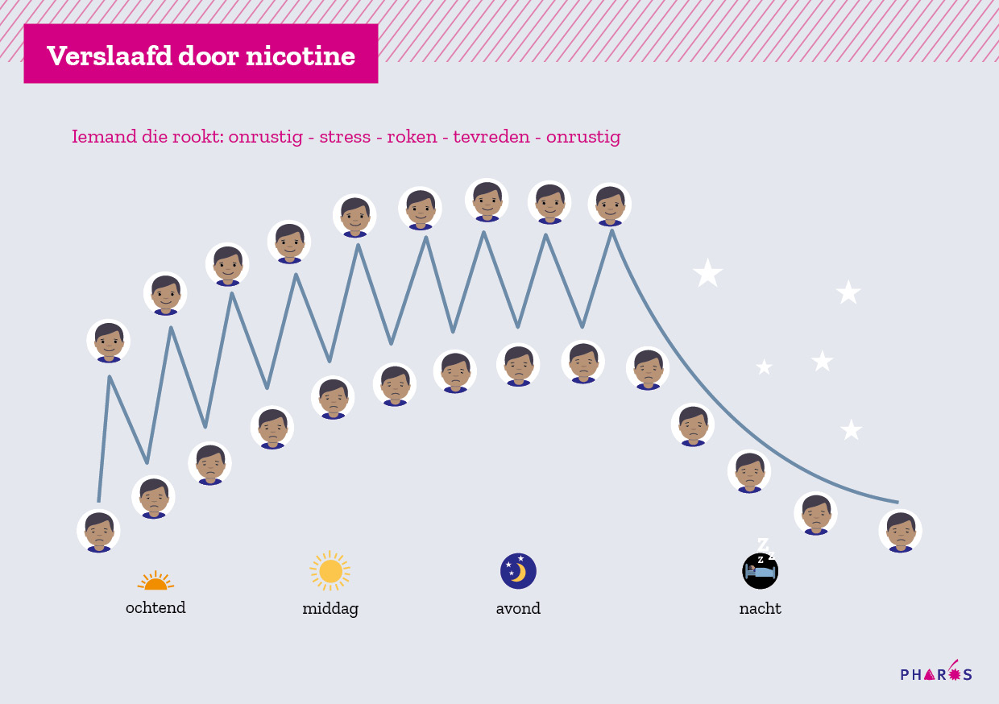 Verslaafd door nicotine
Iemand die rookt: onrustig - stress - roken - tevreden - onrustig
z
z
z
ochtend
middag
avond
nacht
PHAROS